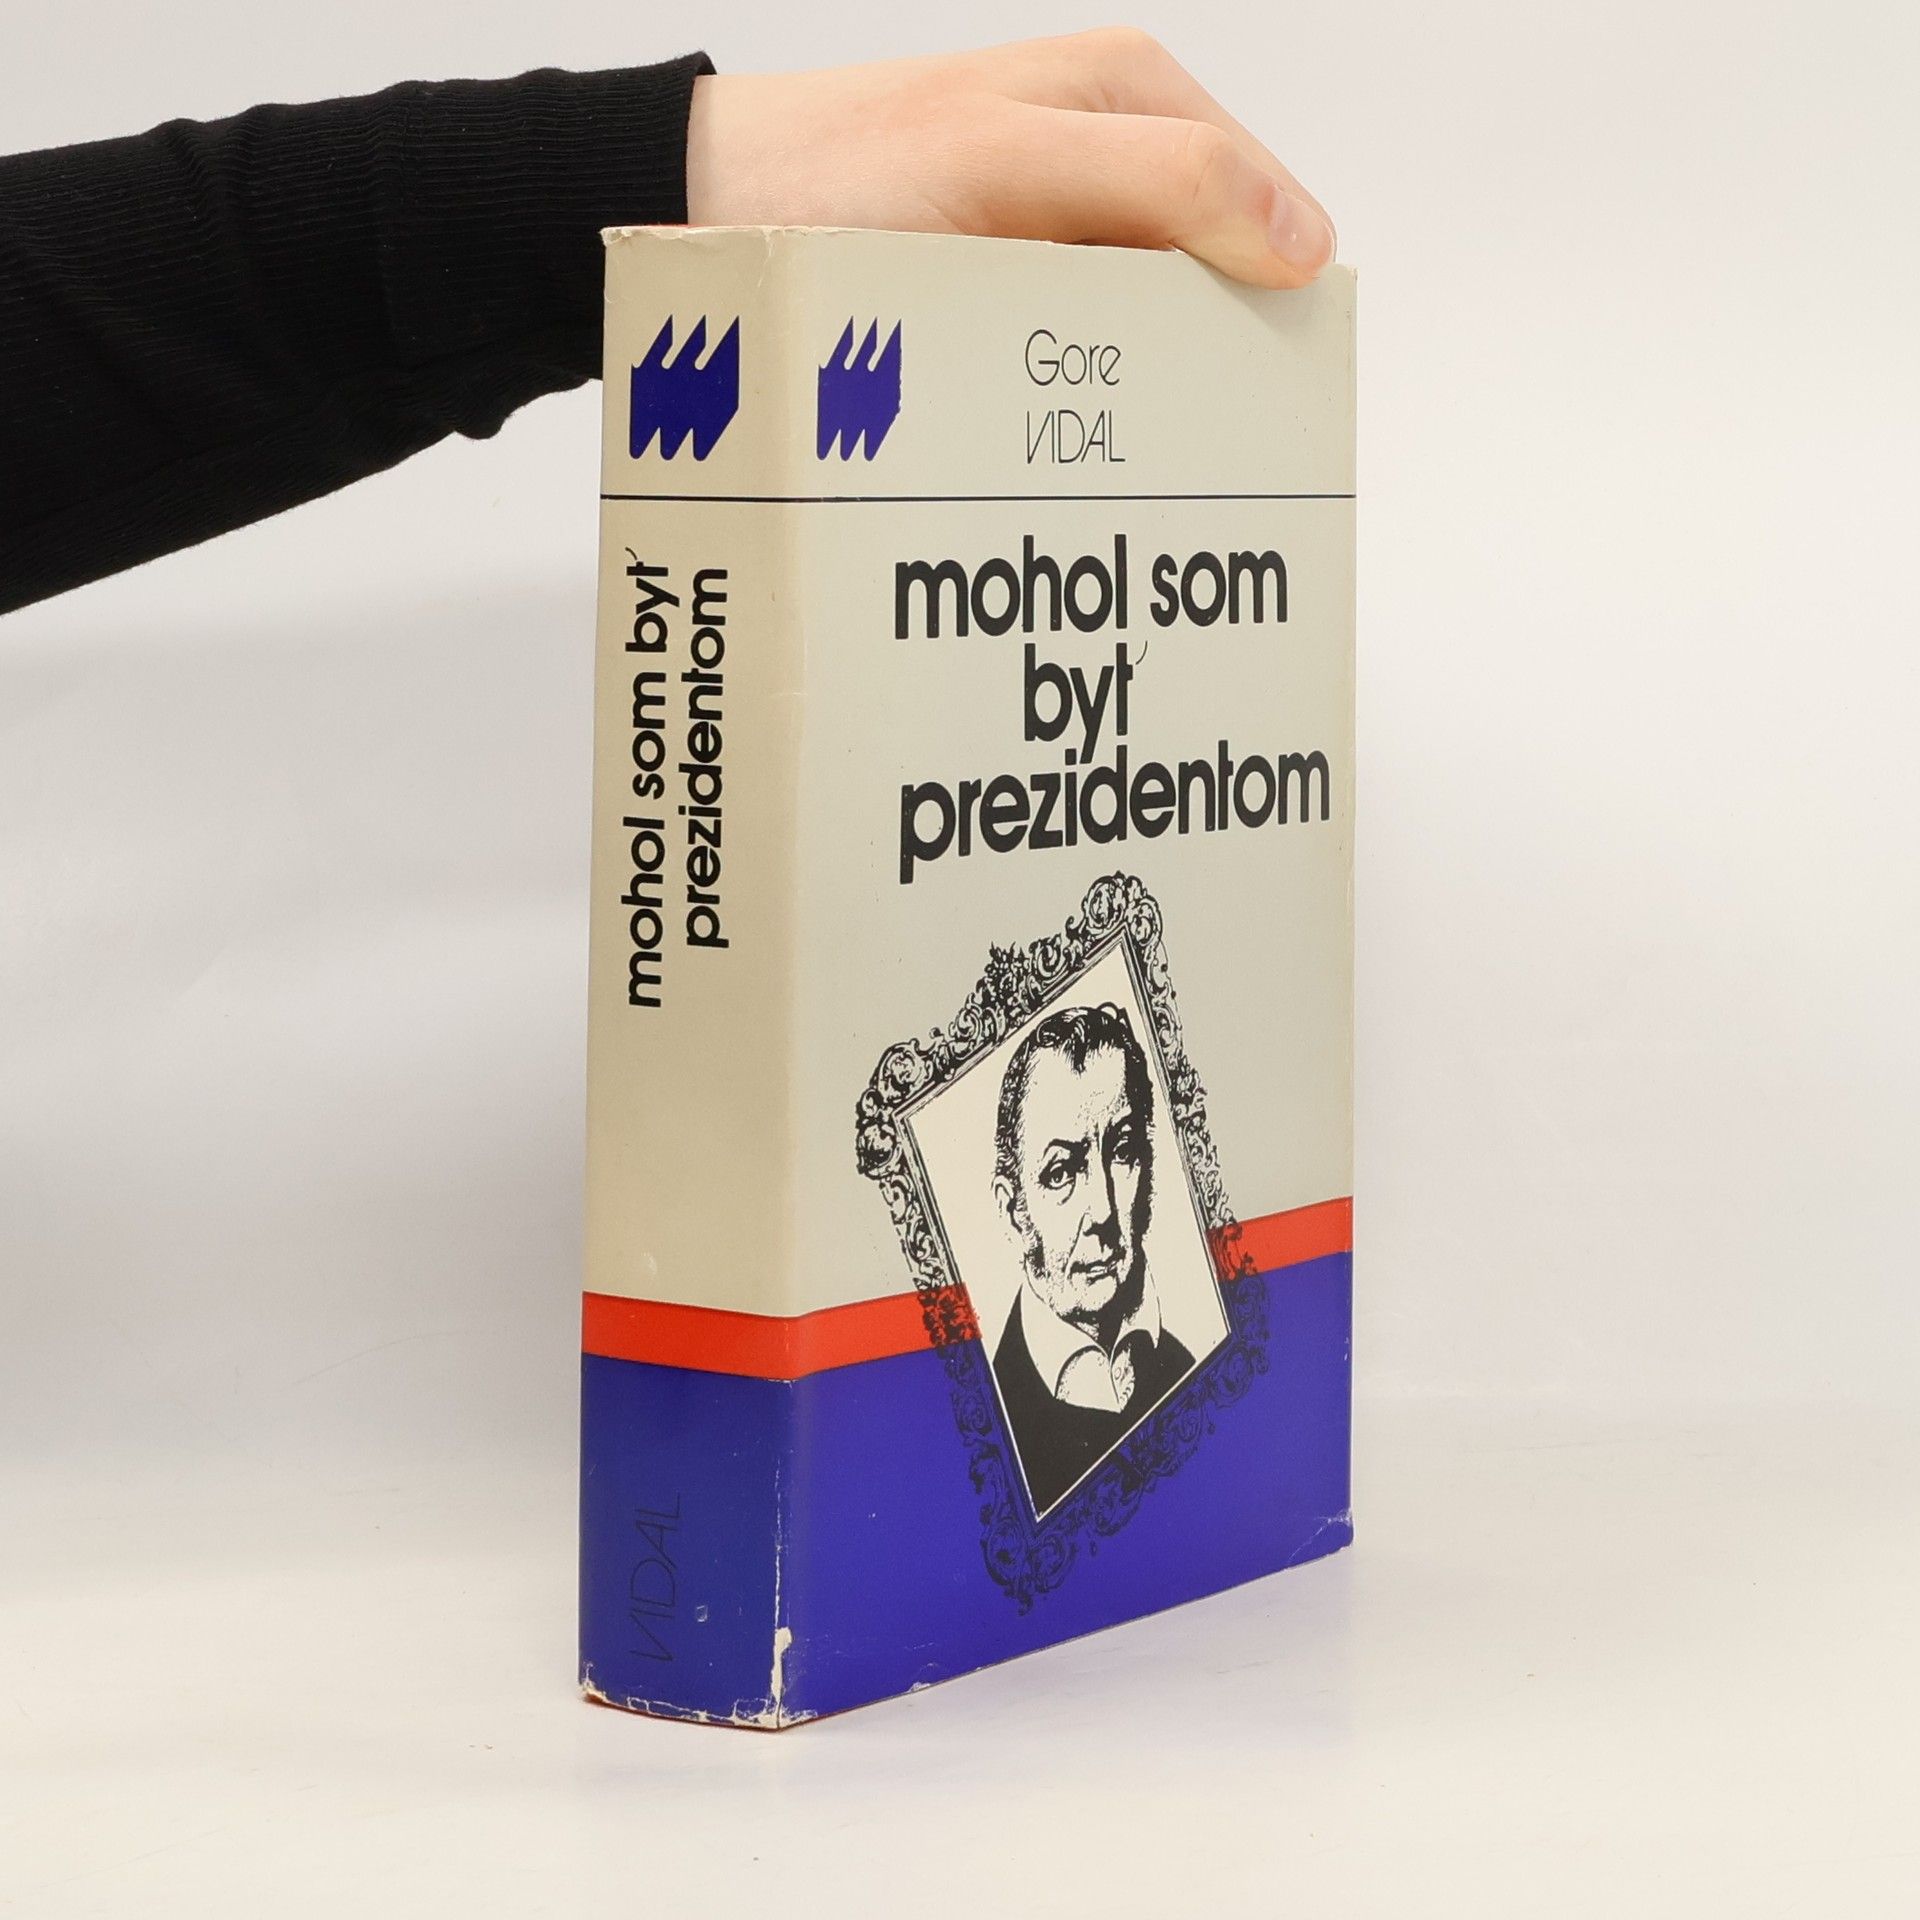 Gore
VIDAL
mohol som
byť
prezidentom
mohol som byť
prezidentom
VIDAL